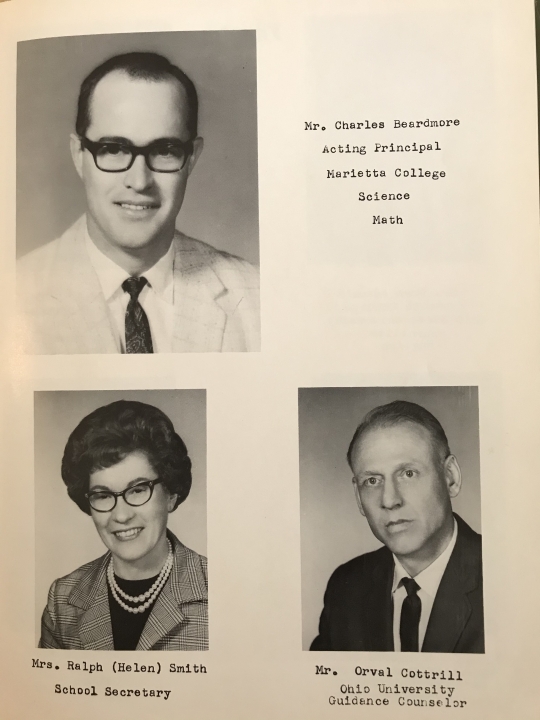 Mr. Charles Beardmore
Acting Principal
Marietta College
Science
Math
Mrs. Ralph (Helen) Smith
School Secretary
Mr. Orval Cottrill
Ohio University
Guidance Counselor